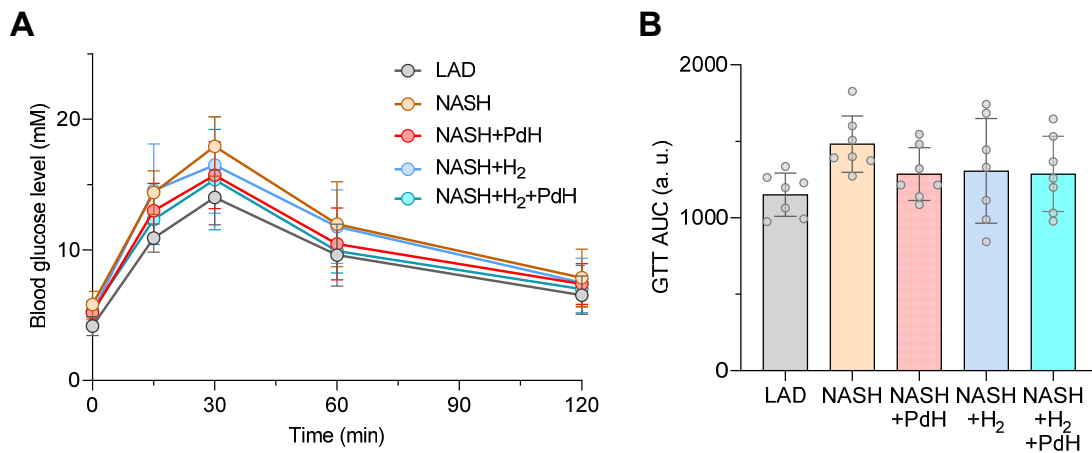 A
Blood glucose level (mM)
20
10
0
0
30
60
90
120
Time (min)
LAD
NASH
NASH+PdH
NASH+H₂
NASH+H₂+PdH
B
GTT AUC (a. u.)
2000
1000
0
LAD
NASH
NASH
+PdH
NASH
+H₂
NASH
+H₂
+PdH